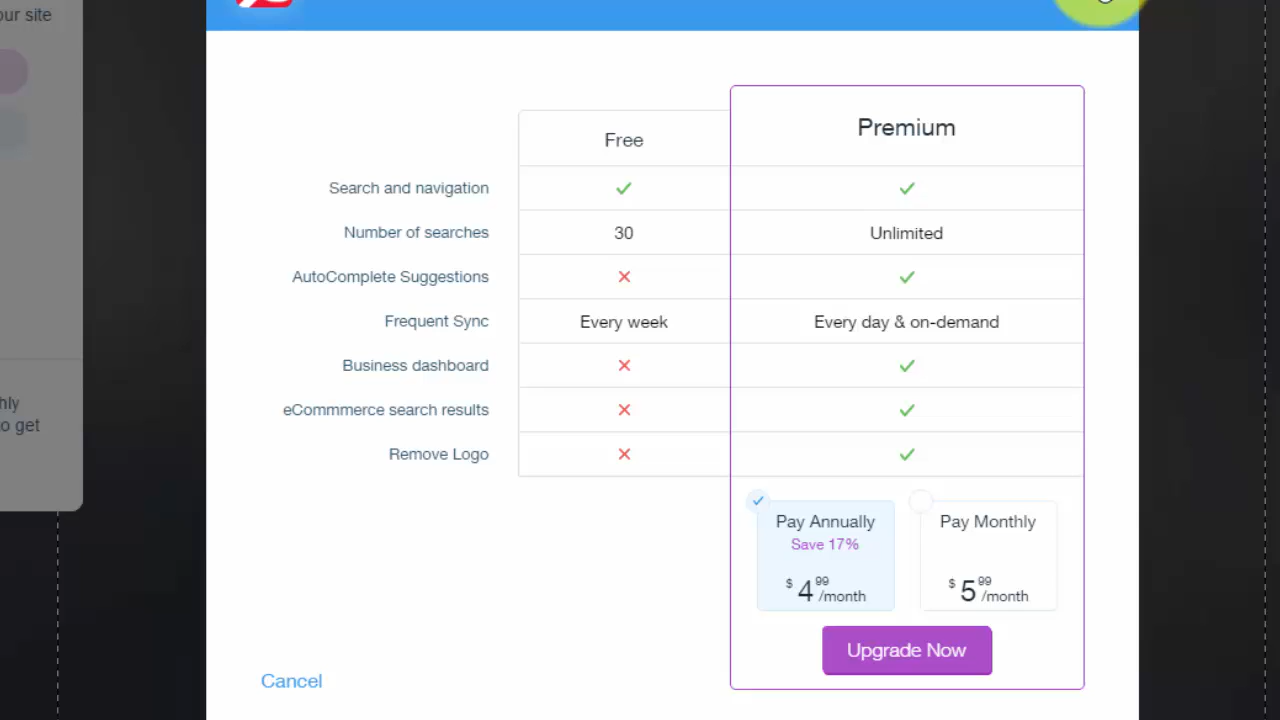 our site
hly
o get
Free
Premium
Search and navigation
Number of searches
30
Unlimited
AutoComplete Suggestions
Frequent Sync
Every week
Every day & on-demand
Business dashboard
eCommmerce search results
Remove Logo
Pay Annually
Save 17%
$ 4 99 /month
Pay Monthly
$ 5 99 /month
Upgrade Now
Cancel